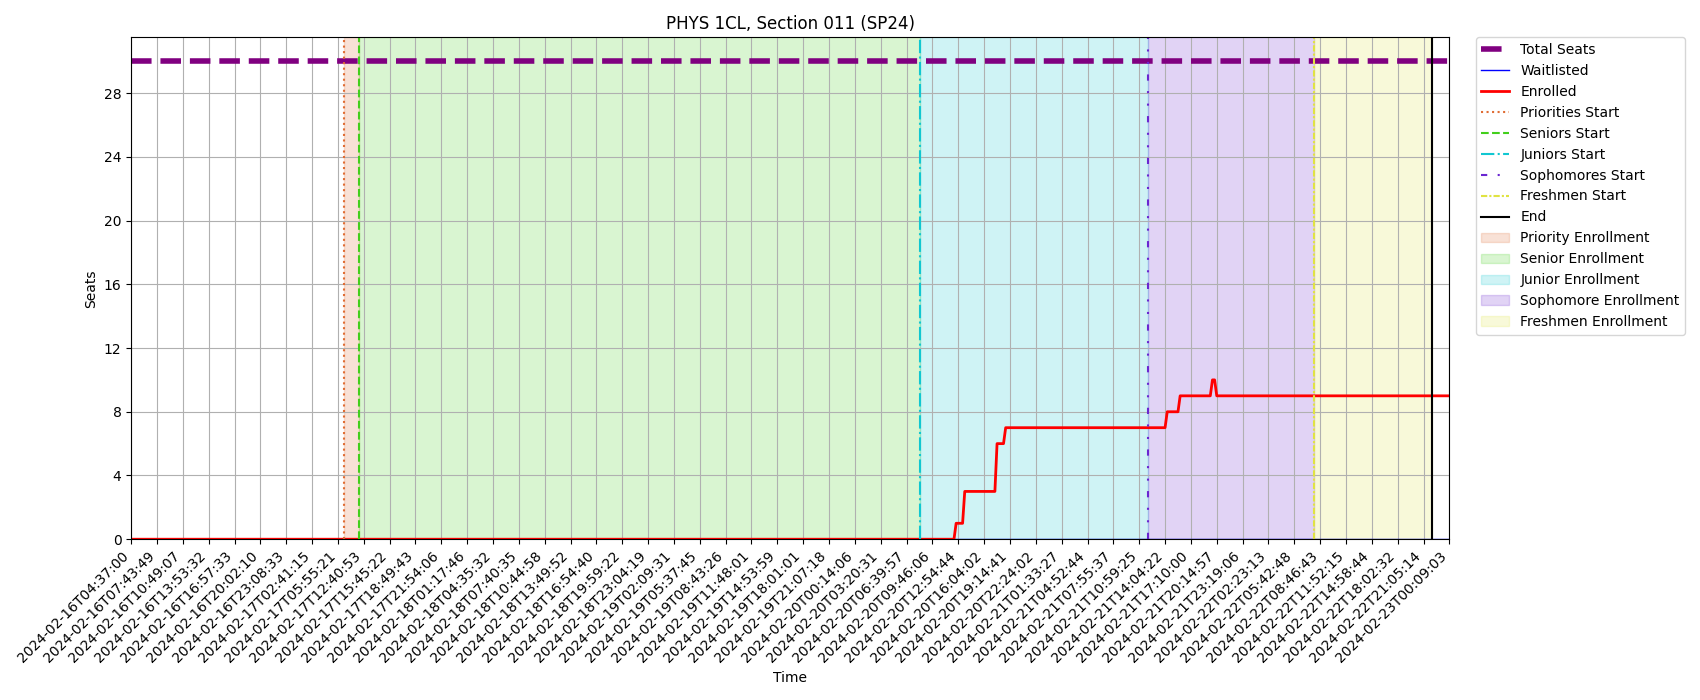 PHYS 1CL, Section 011 (SP24)
Seats
28
24
20
16
12
8
4
0
2024-02-16T04:37:00
2024-02-16T07:43:49
2024-02-16T10:49:07
2024-02-16T13:53:32
2024-02-16T16:57:33
2024-02-16T20:02:10
2024-02-16T23:08:33
2024-02-17T02:41:15
2024-02-17T05:55:21
2024-02-17T12:40:53
2024-02-17T15:45:22
2024-02-17T18:49:43
2024-02-17T21:54:06
2024-02-18T01:17:46
2024-02-18T04:35:32
2024-02-18T07:40:35
2024-02-18T10:44:58
2024-02-18T13:49:52
2024-02-18T16:54:40
2024-02-18T19:59:22
2024-02-18T23:04:19
2024-02-19T02:09:31
2024-02-19T05:37:45
2024-02-19T08:43:26
2024-02-19T11:48:01
2024-02-19T14:53:59
2024-02-19T18:01:01
2024-02-19T21:07:18
2024-02-20T00:14:06
2024-02-20T03:20:31
2024-02-20T06:39:57
2024-02-20T09:46:06
2024-02-20T12:54:44
2024-02-20T16:04:02
2024-02-20T19:14:41
2024-02-20T22:24:02
2024-02-21T01:33:27
2024-02-21T04:52:44
2024-02-21T07:55:37
2024-02-21T10:59:25
2024-02-21T14:04:22
2024-02-21T17:10:00
2024-02-21T20:14:57
2024-02-21T23:19:06
2024-02-22T02:23:13
2024-02-22T05:42:48
2024-02-22T08:46:43
2024-02-22T11:52:15
2024-02-22T14:58:44
2024-02-22T18:02:32
2024-02-22T21:05:14
2024-02-23T00:09:03
Time
Total Seats
Waitlisted
Enrolled
Priorities Start
Seniors Start
Juniors Start
Sophomores Start
Freshmen Start
End
Priority Enrollment
Senior Enrollment
Junior Enrollment
Sophomore Enrollment
Freshmen Enrollment